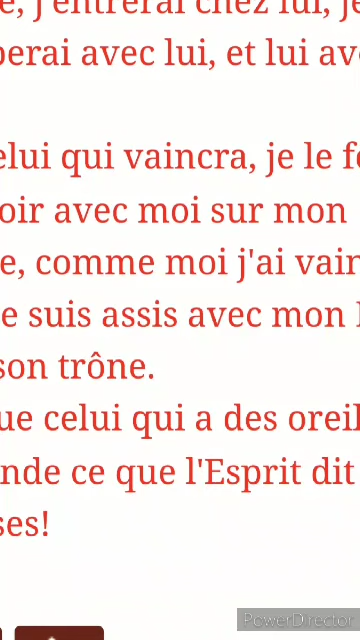 e, j'entrerai chez lui, je
perai avec lui, et lui av
elui qui vaincra, je le f
oir avec moi sur mon
e, comme moi j'ai vain
e suis assis avec mon
son trône.
ue celui qui a des oreil
nde ce que l'Esprit dit
ses!
PowerDirector